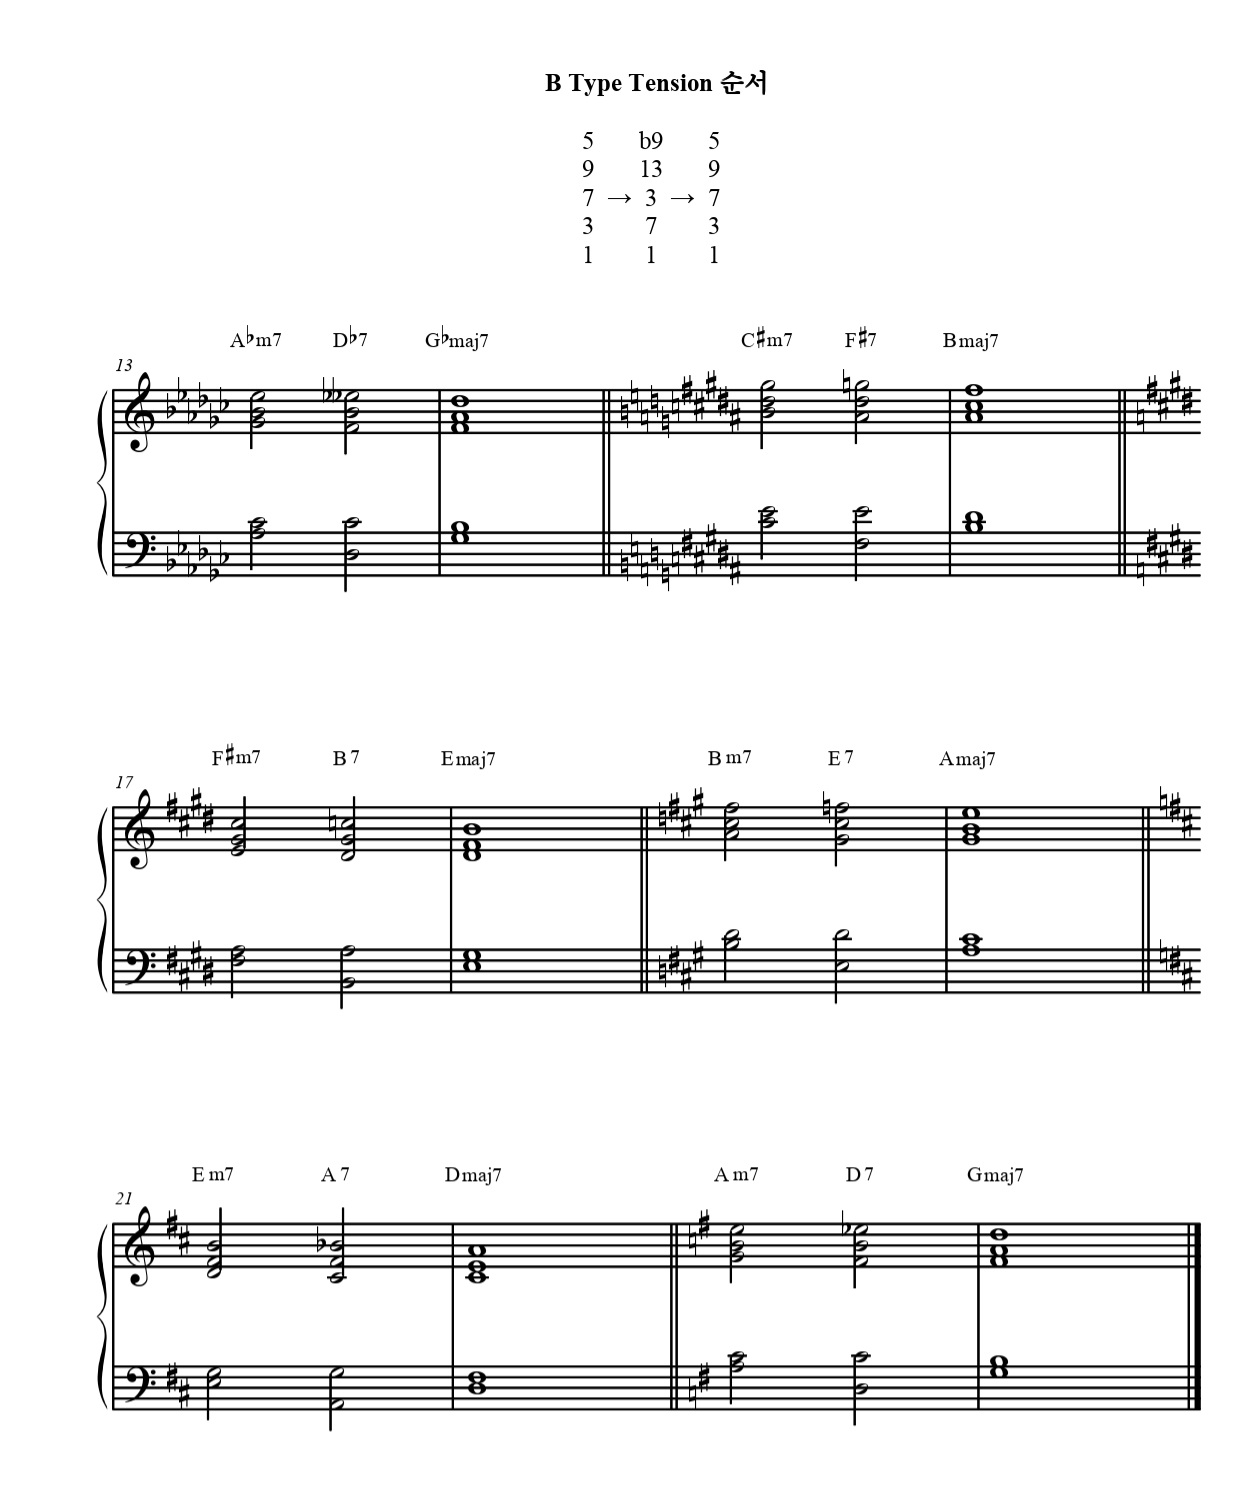 B Type Tension 순서
5 b9 5
9 13 9
7 → 3 → 7
3 7 3
1 1 1
A♭m7 D♭7 G♭maj7 C♯m7 F♯7 Bmaj7
13
F♯m7 B7 Emaj7 Bm7 E7 Amaj7
17
Em7 A7 Dmaj7 Am7 D7 Gmaj7
21